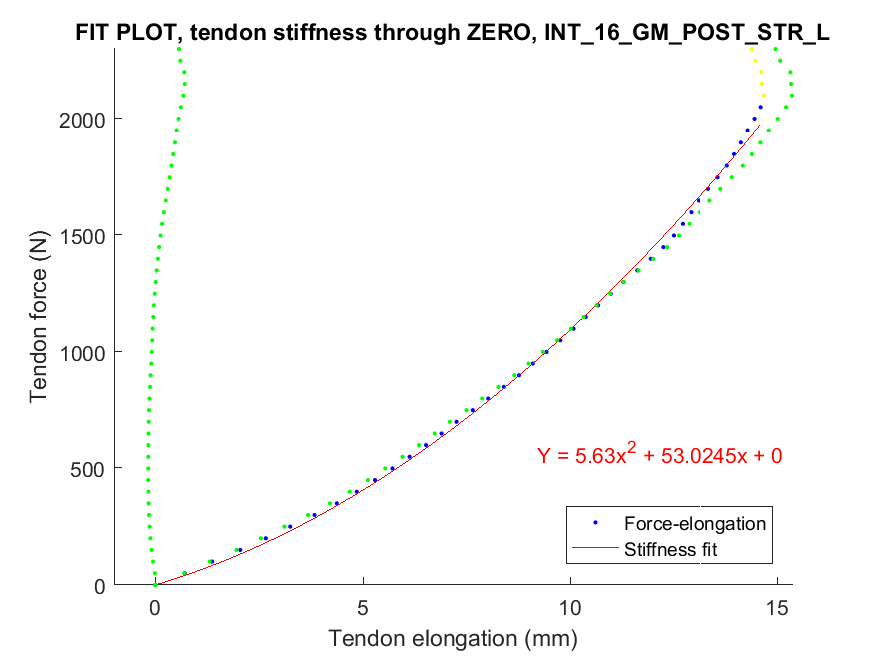 FIT PLOT, tendon stiffness through ZERO, INT_16_GM_POST_STR_L
Tendon force (N)
2000
1500
1000
500
0
Y = 5.63x² + 53.0245x + 0
Force-elongation
Stiffness fit
0 5 10 15
Tendon elongation (mm)